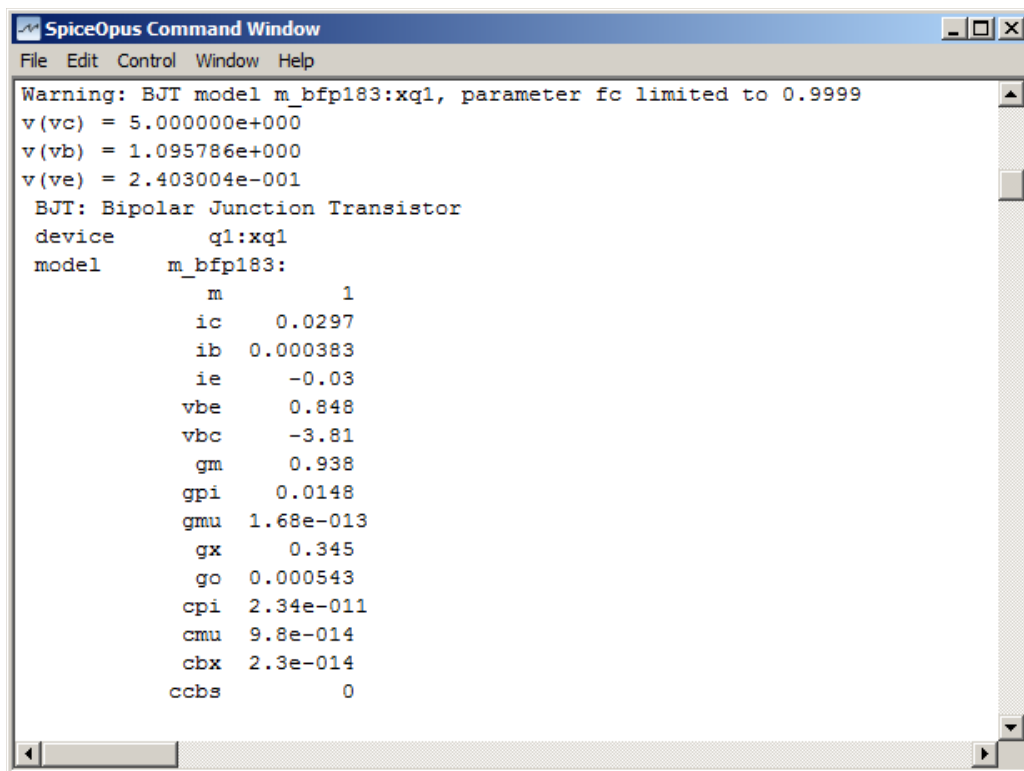 SpiceOpus Command Window
File Edit Control Window Help
Warning: BJT model m_bfp183:xq1, parameter fc limited to 0.9999
v(vc) = 5.000000e+000
v(vb) = 1.095786e+000
v(ve) = 2.403004e-001
BJT: Bipolar Junction Transistor
device q1:xq1
model m_bfp183:
m 1
ic 0.0297
ib 0.000383
ie -0.03
vbe 0.848
vbc -3.81
gm 0.938
gpi 0.0148
gmu 1.68e-013
gx 0.345
go 0.000543
cpi 2.34e-011
cmu 9.8e-014
cbx 2.3e-014
ccbs 0